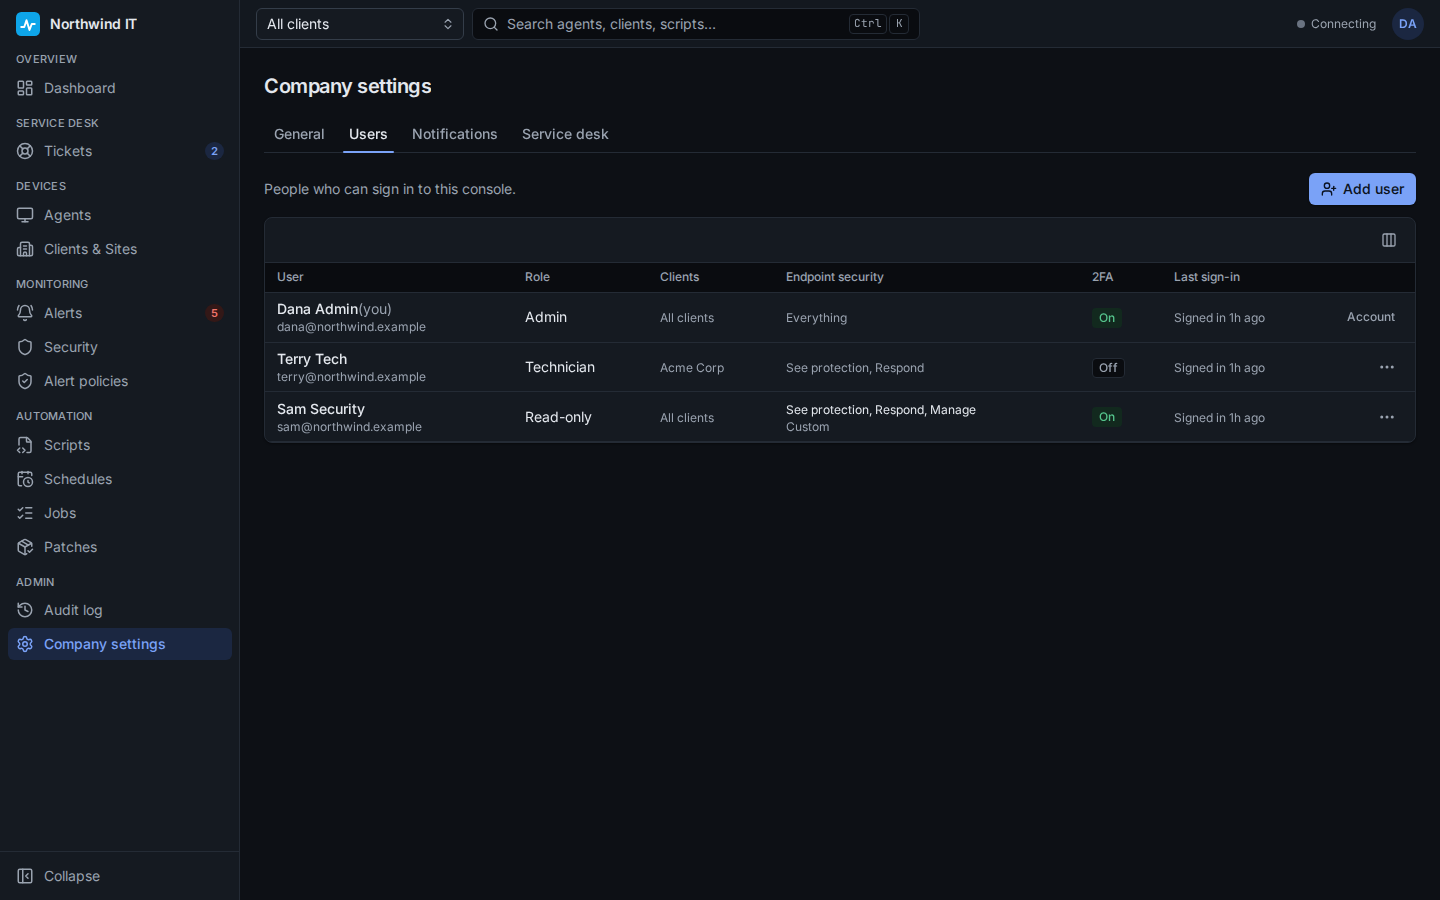 Northwind IT
All clients
Search agents, clients, scripts...
Ctrl K
Connecting
DA
OVERVIEW
Dashboard
SERVICE DESK
Tickets 2
DEVICES
Agents
Clients & Sites
MONITORING
Alerts 5
Security
Alert policies
AUTOMATION
Scripts
Schedules
Jobs
Patches
ADMIN
Audit log
Company settings
Collapse
Company settings
General Users Notifications Service desk
People who can sign in to this console.
Add user
User Role Clients Endpoint security 2FA Last sign-in
Dana Admin(you)
dana@northwind.example
Admin All clients Everything On Signed in 1h ago Account
Terry Tech
terry@northwind.example
Technician Acme Corp See protection, Respond Off Signed in 1h ago
Sam Security
sam@northwind.example
Read-only All clients
See protection, Respond, Manage
Custom
On Signed in 1h ago